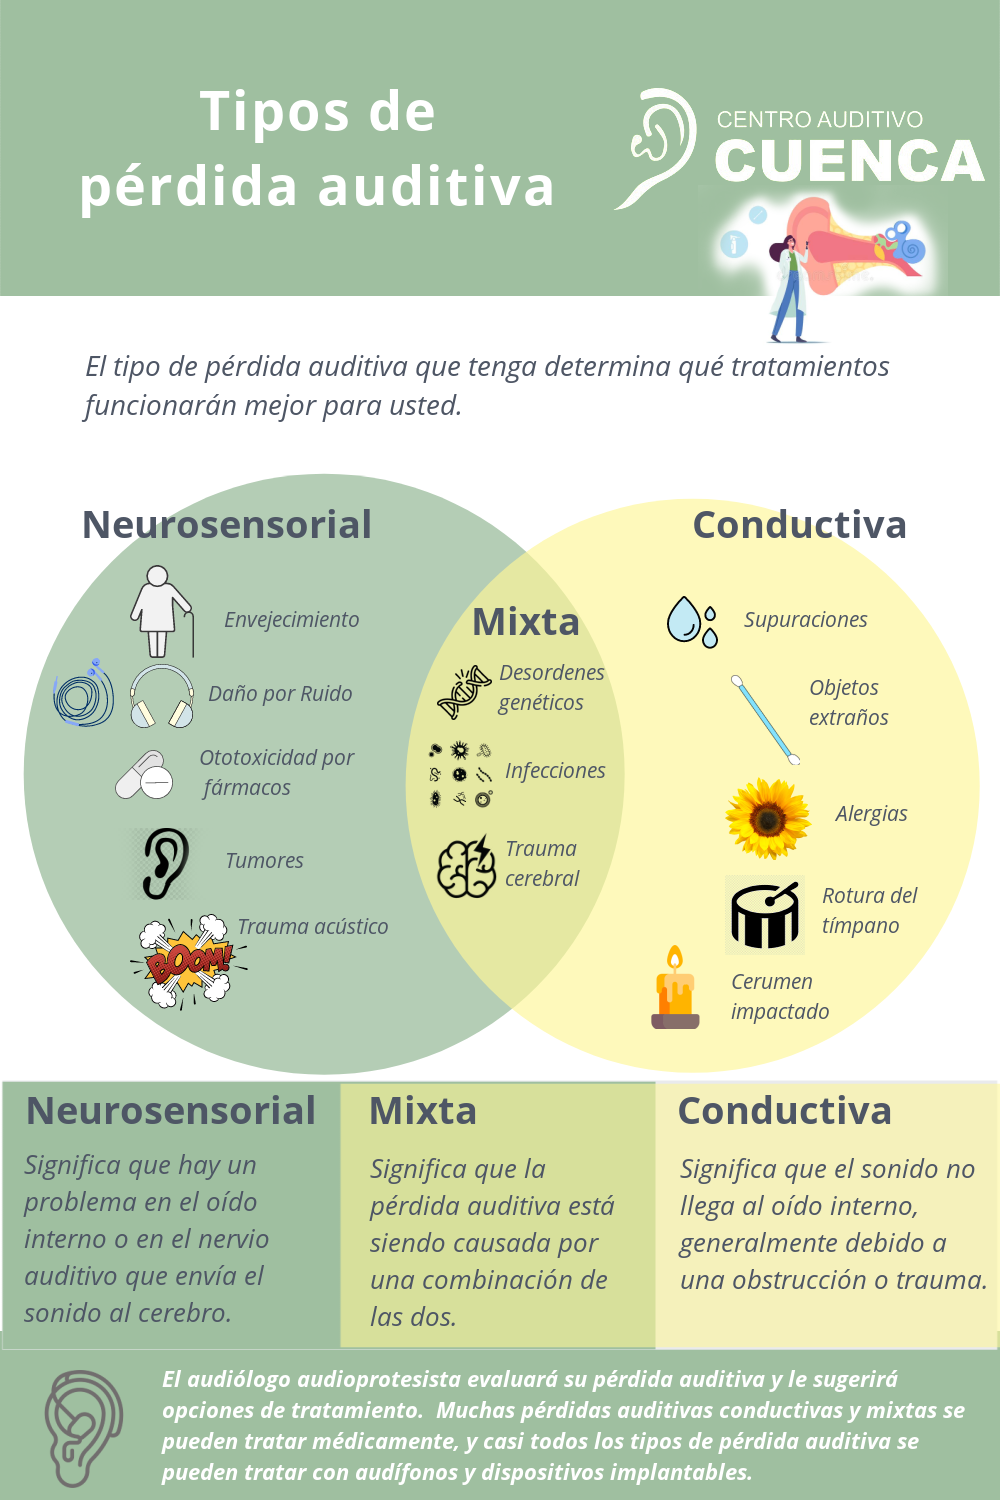 Tipos de
pérdida auditiva
CENTRO AUDITIVO
CUENCA
El tipo de pérdida auditiva que tenga determina qué tratamientos
funcionarán mejor para usted.
Neurosensorial
Envejecimiento
Daño por Ruido
Ototoxicidad por
fármacos
Tumores
BOOM!
Trauma acústico
Mixta
Desordenes
genéticos
Infecciones
Trauma
cerebral
Conductiva
Supuraciones
Objetos
extraños
Alergias
Rotura del
tímpano
Cerumen
impactado
Neurosensorial
Significa que hay un
problema en el oído
interno o en el nervio
auditivo que envía el
sonido al cerebro.
Mixta
Significa que la
pérdida auditiva está
siendo causada por
una combinación de
las dos.
Conductiva
Significa que el sonido no
llega al oído interno,
generalmente debido a
una obstrucción o trauma.
El audiólogo audioprotesista evaluará su pérdida auditiva y le sugerirá
opciones de tratamiento.  Muchas pérdidas auditivas conductivas y mixtas se
pueden tratar médicamente, y casi todos los tipos de pérdida auditiva se
pueden tratar con audífonos y dispositivos implantables.